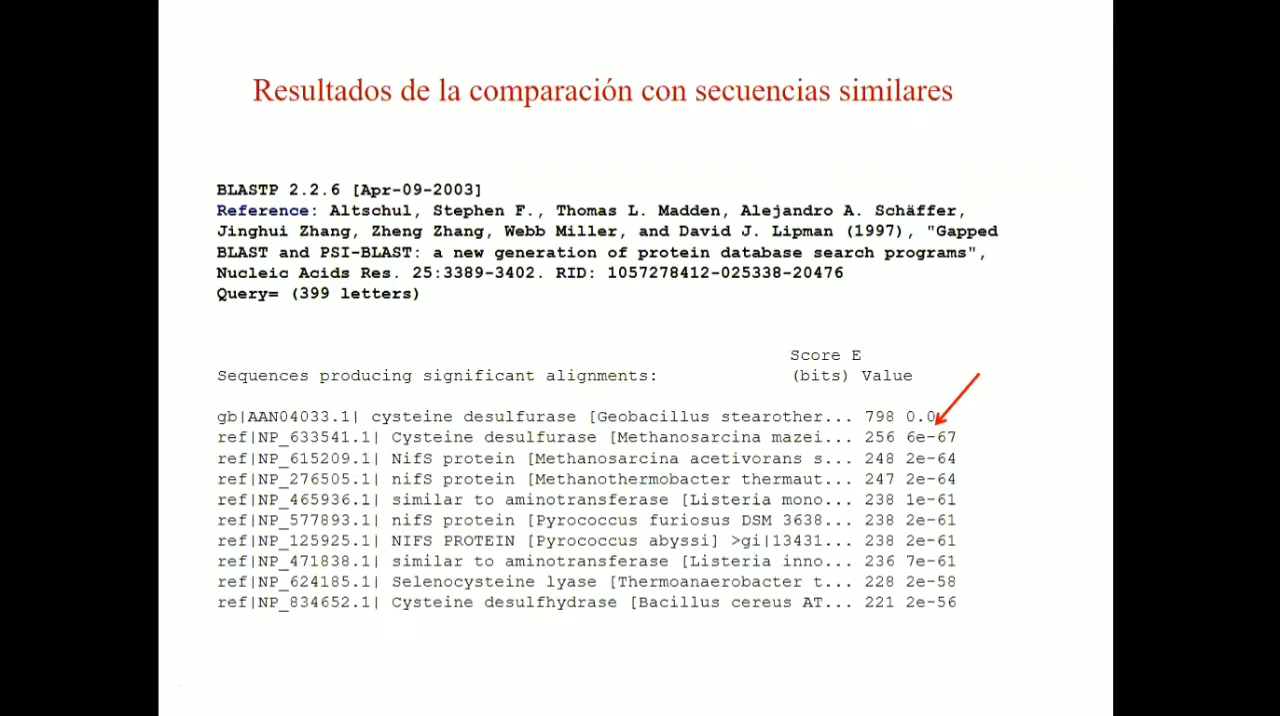 Resultados de la comparación con secuencias similares
BLASTP 2.2.6 [Apr-09-2003]
Reference: Altschul, Stephen F., Thomas L. Madden, Alejandro A. Schäffer,
Jinghui Zhang, Zheng Zhang, Webb Miller, and David J. Lipman (1997), "Gapped
BLAST and PSI-BLAST: a new generation of protein database search programs",
Nucleic Acids Res. 25:3389-3402. RID: 1057278412-025338-20476
Query= (399 letters)
Score E
Sequences producing significant alignments: (bits) Value
gb|AAN04033.1| cysteine desulfurase [Geobacillus stearother... 798 0.0
ref|NP_633541.1| Cysteine desulfurase [Methanosarcina mazei... 256 6e-67
ref|NP_615209.1| NifS protein [Methanosarcina acetivorans s... 248 2e-64
ref|NP_276505.1| nifS protein [Methanothermobacter thermaut... 247 2e-64
ref|NP_465936.1| similar to aminotransferase [Listeria mono... 238 1e-61
ref|NP_577893.1| nifS protein [Pyrococcus furiosus DSM 3638... 238 2e-61
ref|NP_125925.1| NIFS PROTEIN [Pyrococcus abyssi] >gi|13431... 238 2e-61
ref|NP_471838.1| similar to aminotransferase [Listeria inno... 236 7e-61
ref|NP_624185.1| Selenocysteine lyase [Thermoanaerobacter t... 228 2e-58
ref|NP_834652.1| Cysteine desulfhydrase [Bacillus cereus AT... 221 2e-56